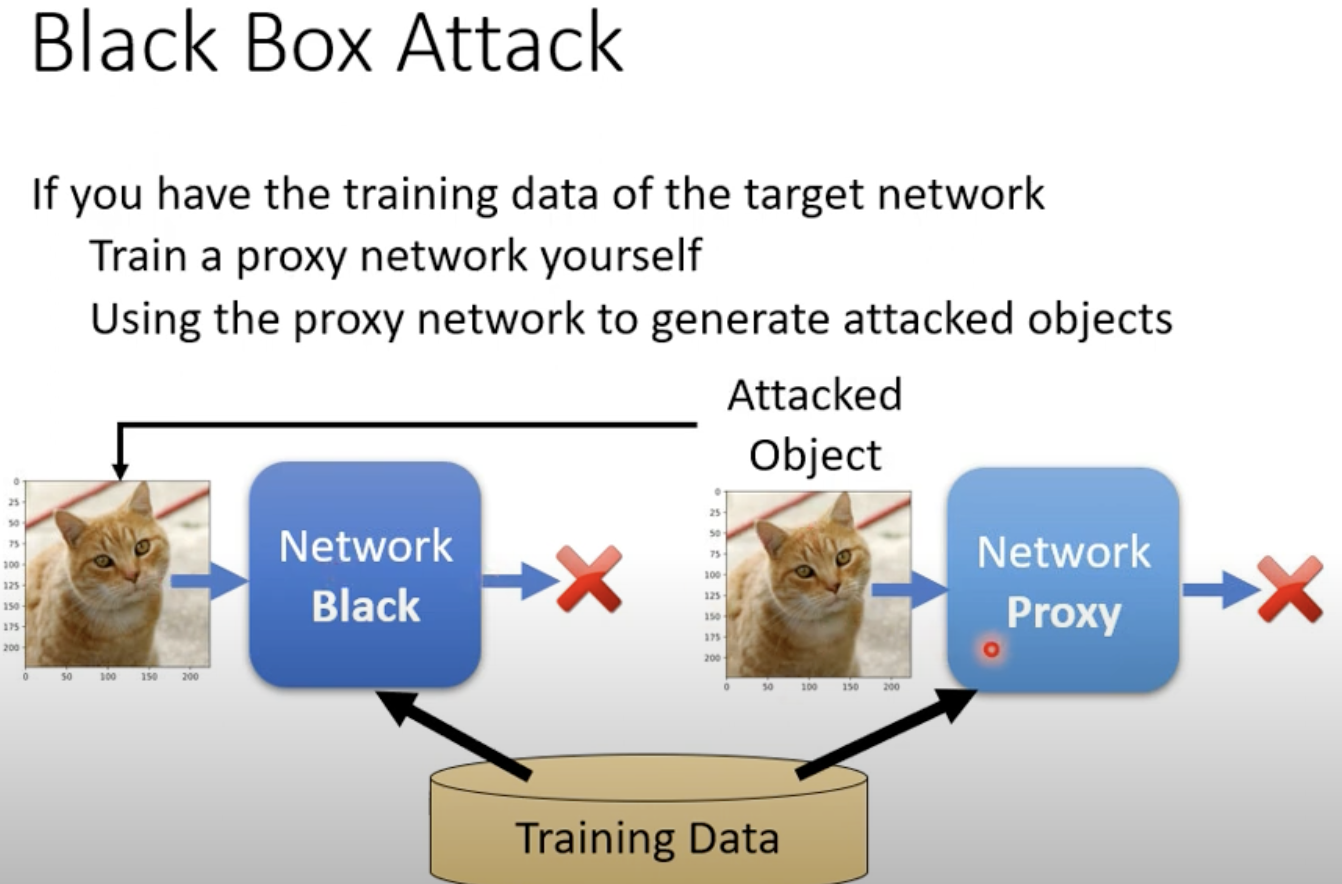 Black Box Attack
If you have the training data of the target network
Train a proxy network yourself
Using the proxy network to generate attacked objects
Attacked
Object
0
25
50
75
100
125
150
175
200
0 50 100 150 200
Network
Black
0
25
50
75
100
125
150
175
200
0 50 100 150 200
Network
Proxy
Training Data